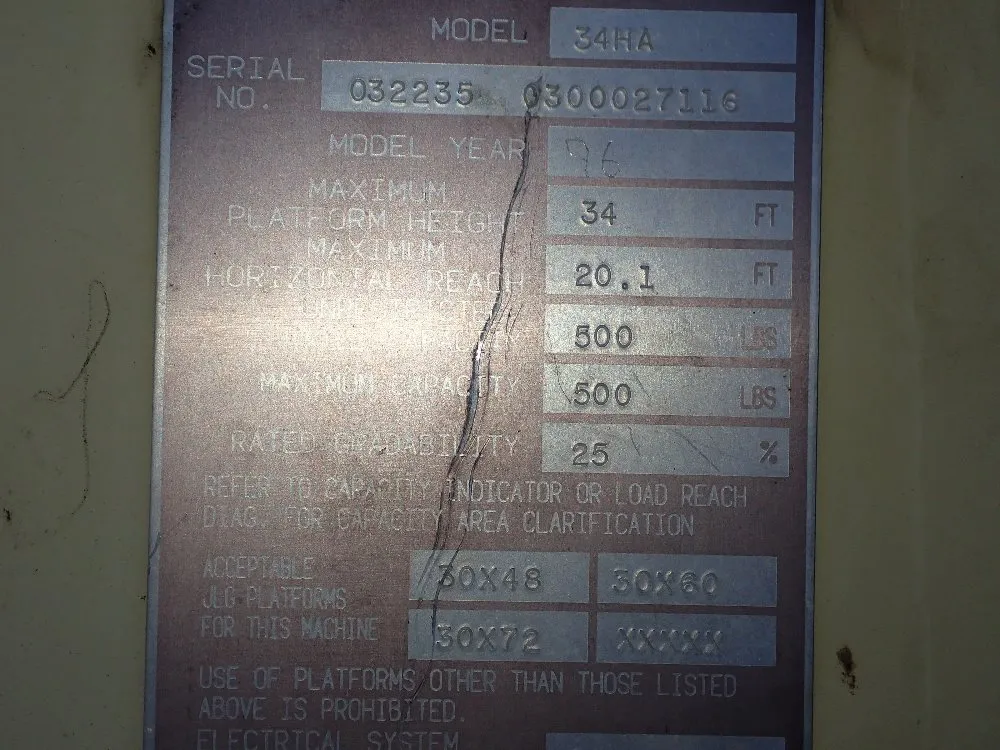 MODEL 34HA
SERIAL
NO. 032235 0300027116
MODEL YEAR 96
MAXIMUM
PLATFORM HEIGHT 34 FT
MAXIMUM
HORIZONTAL REACH 20.1 FT
500 LBS
MAXIMUM CAPACITY 500 LBS
RATED GRADABILITY 25 %
REFER TO CAPACITY INDICATOR OR LOAD REACH
DIAG. FOR CAPACITY AREA CLARIFICATION
ACCEPTABLE 30X48 30X60
JLG PLATFORMS
FOR THIS MACHINE 30X72 XXXXX
USE OF PLATFORMS OTHER THAN THOSE LISTED
ABOVE IS PROHIBITED.
ELECTRICAL SYSTEM